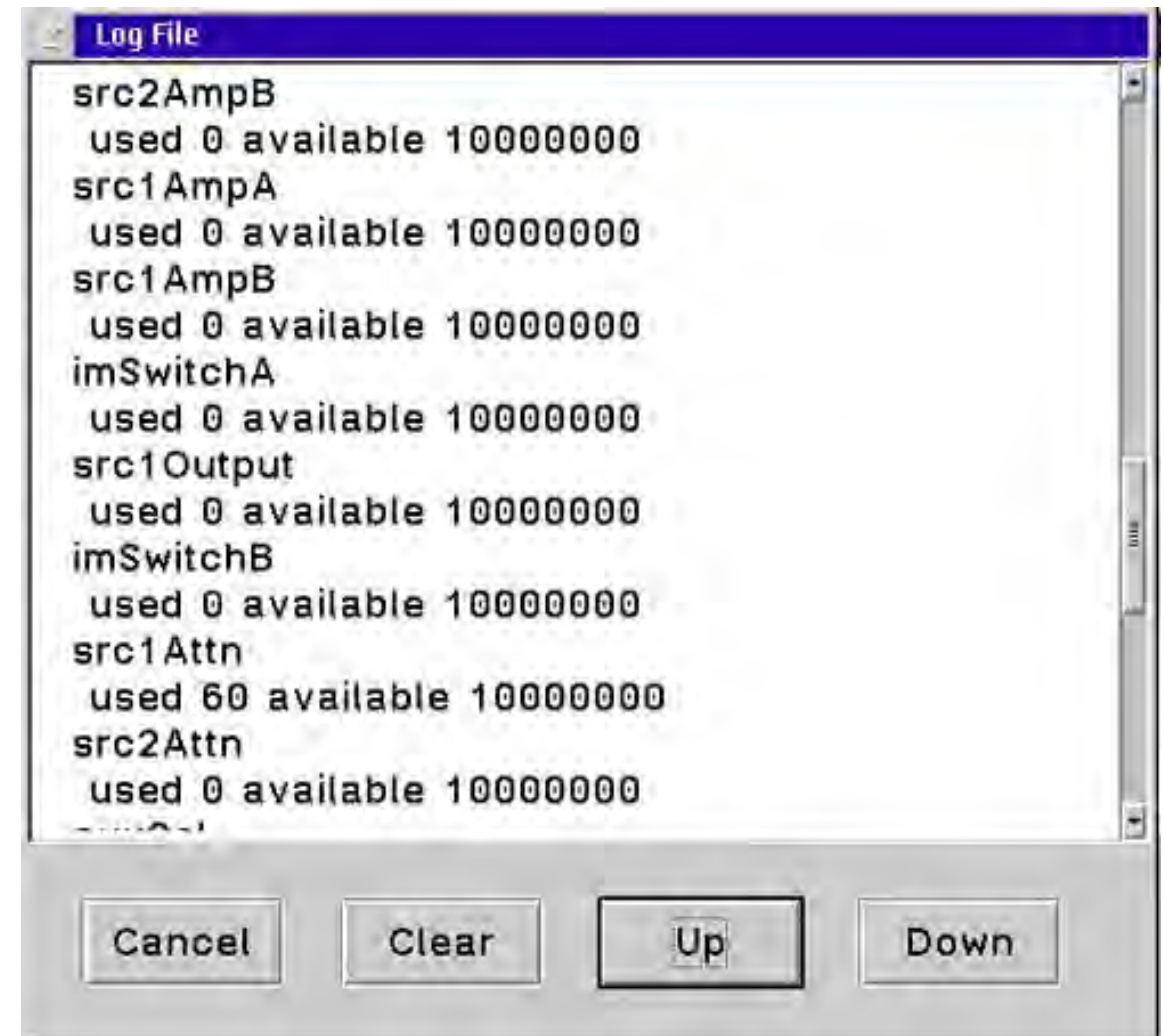 Log File
src2AmpB
used 0 available 10000000
src1AmpA
used 0 available 10000000
src1AmpB
used 0 available 10000000
imSwitchA
used 0 available 10000000
src1Output
used 0 available 10000000
imSwitchB
used 0 available 10000000
src1Attn
used 60 available 10000000
src2Attn
used 0 available 10000000
Cancel Clear Up Down